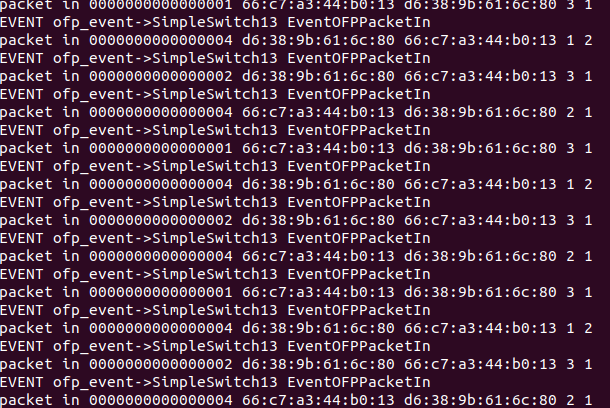 packet in 0000000000000001 66:c7:a3:44:b0:13 d6:38:9b:61:6c:80 3 1
EVENT ofp_event->SimpleSwitch13 EventOFPPacketIn
packet in 0000000000000004 d6:38:9b:61:6c:80 66:c7:a3:44:b0:13 1 2
EVENT ofp_event->SimpleSwitch13 EventOFPPacketIn
packet in 0000000000000002 d6:38:9b:61:6c:80 66:c7:a3:44:b0:13 3 1
EVENT ofp_event->SimpleSwitch13 EventOFPPacketIn
packet in 0000000000000004 66:c7:a3:44:b0:13 d6:38:9b:61:6c:80 2 1
EVENT ofp_event->SimpleSwitch13 EventOFPPacketIn
packet in 0000000000000001 66:c7:a3:44:b0:13 d6:38:9b:61:6c:80 3 1
EVENT ofp_event->SimpleSwitch13 EventOFPPacketIn
packet in 0000000000000004 d6:38:9b:61:6c:80 66:c7:a3:44:b0:13 1 2
EVENT ofp_event->SimpleSwitch13 EventOFPPacketIn
packet in 0000000000000002 d6:38:9b:61:6c:80 66:c7:a3:44:b0:13 3 1
EVENT ofp_event->SimpleSwitch13 EventOFPPacketIn
packet in 0000000000000004 66:c7:a3:44:b0:13 d6:38:9b:61:6c:80 2 1
EVENT ofp_event->SimpleSwitch13 EventOFPPacketIn
packet in 0000000000000001 66:c7:a3:44:b0:13 d6:38:9b:61:6c:80 3 1
EVENT ofp_event->SimpleSwitch13 EventOFPPacketIn
packet in 0000000000000004 d6:38:9b:61:6c:80 66:c7:a3:44:b0:13 1 2
EVENT ofp_event->SimpleSwitch13 EventOFPPacketIn
packet in 0000000000000002 d6:38:9b:61:6c:80 66:c7:a3:44:b0:13 3 1
EVENT ofp_event->SimpleSwitch13 EventOFPPacketIn
packet in 0000000000000004 66:c7:a3:44:b0:13 d6:38:9b:61:6c:80 2 1